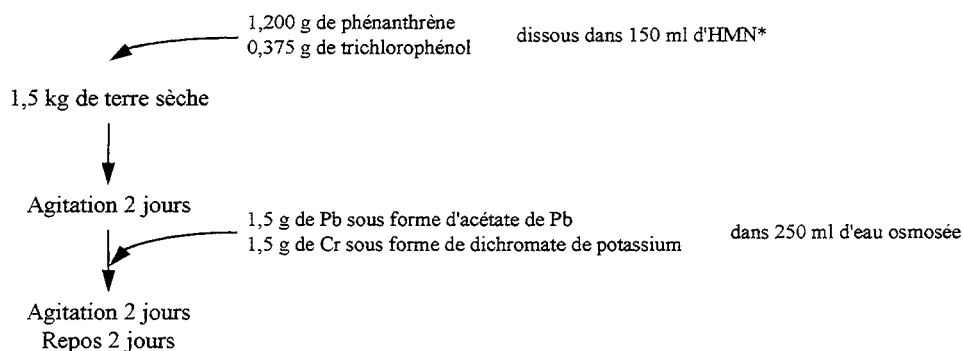 1,200 g de phénanthrène
0,375 g de trichlorophénol
dissous dans 150 ml d'HMN*
1,5 kg de terre sèche
Agitation 2 jours
1,5 g de Pb sous forme d'acétate de Pb
1,5 g de Cr sous forme de dichromate de potassium
dans 250 ml d'eau osmosée
Agitation 2 jours
Repos 2 jours